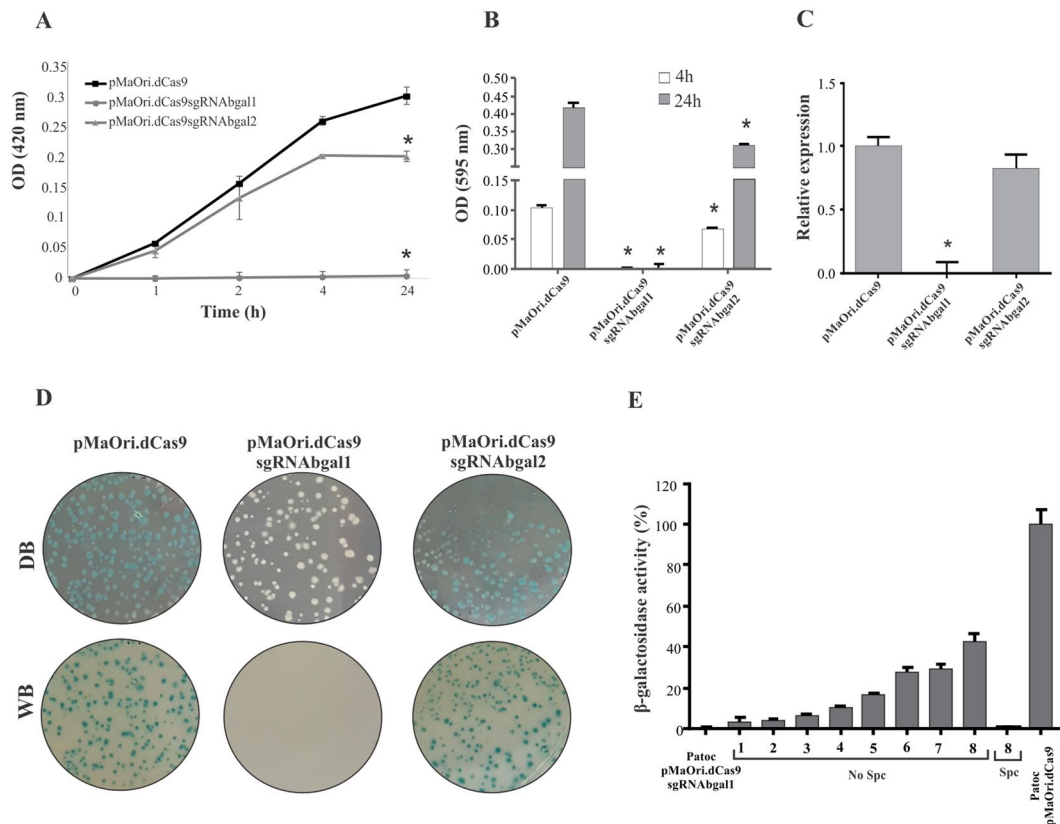 A
OD (420 nm)
0.35
0.3
0.25
0.2
0.15
0.1
0.05
0
pMaOri.dCas9
pMaOri.dCas9sgRNAbgal1
pMaOri.dCas9sgRNAbgal2
*
*
0 1 2 4 24
Time (h)
B
OD (595 nm)
0.50
0.45
0.40
0.35
0.30
0.15
0.10
0.05
0.00
4h
24h
* * * *
pMaOri.dCas9
pMaOri.dCas9
sgRNAbgal1
pMaOri.dCas9
sgRNAbgal2
C
Relative expression
1.5
1.0
0.5
0.0
*
pMaOri.dCas9
pMaOri.dCas9
sgRNAbgal1
pMaOri.dCas9
sgRNAbgal2
D
pMaOri.dCas9
pMaOri.dCas9
sgRNAbgal1
pMaOri.dCas9
sgRNAbgal2
DB
WB
E
β-galactosidase activity (%)
120
100
80
60
40
20
0
Patoc
pMaOri.dCas9
sgRNAbgal1
1 2 3 4 5 6 7 8
No Spc
8
Spc
Patoc
pMaOri.dCas9